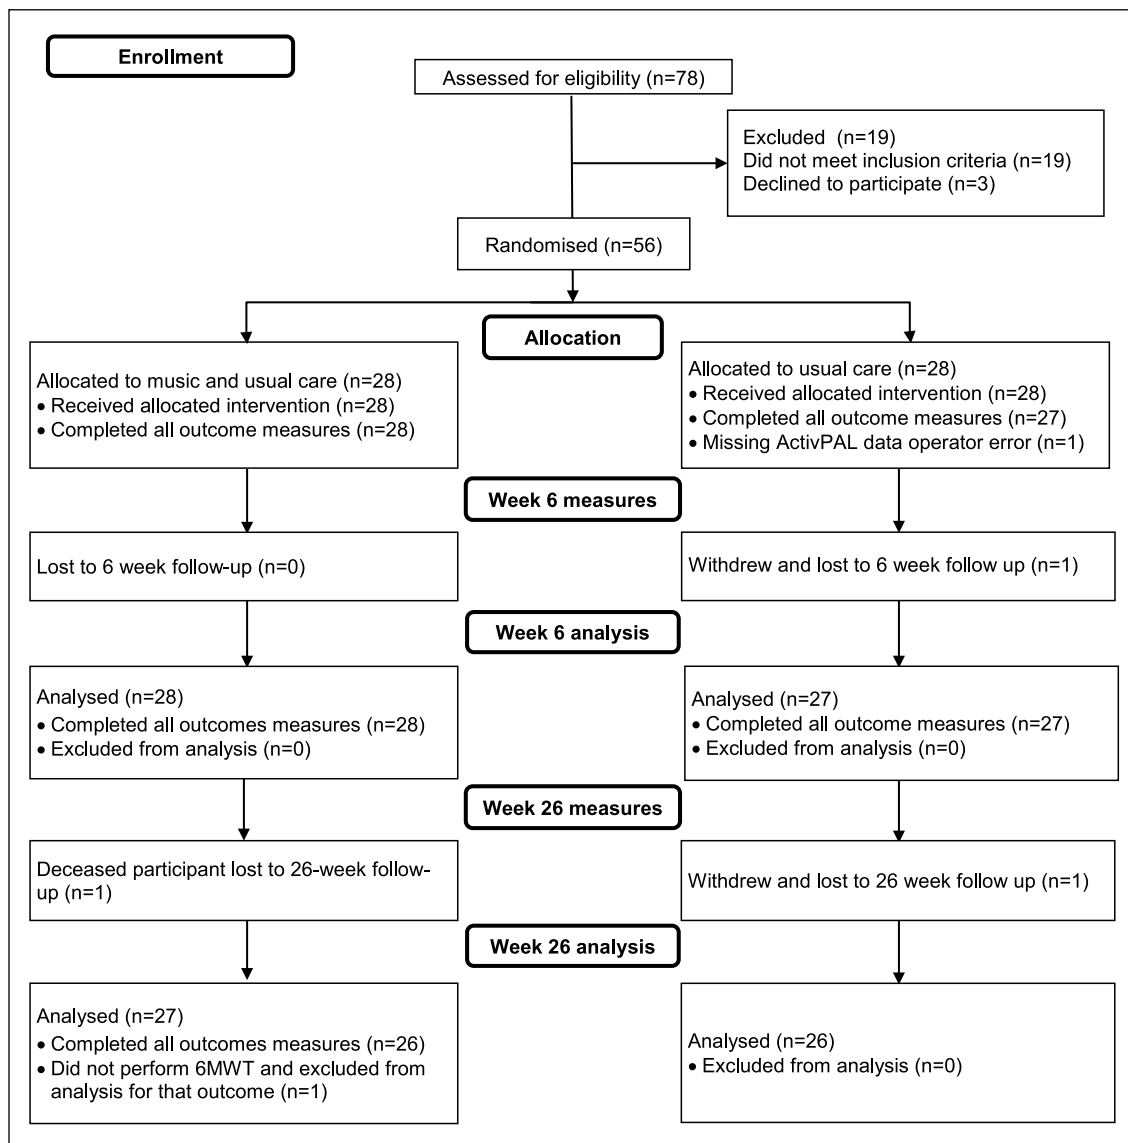 Enrollment
Assessed for eligibility (n=78)
Excluded  (n=19)
Did not meet inclusion criteria (n=19)
Declined to participate (n=3)
Randomised (n=56)
Allocation
Allocated to music and usual care (n=28)
• Received allocated intervention (n=28)
• Completed all outcome measures (n=28)
Allocated to usual care (n=28)
• Received allocated intervention (n=28)
• Completed all outcome measures (n=27)
• Missing ActivPAL data operator error (n=1)
Week 6 measures
Lost to 6 week follow-up (n=0)
Withdrew and lost to 6 week follow up (n=1)
Week 6 analysis
Analysed (n=28)
• Completed all outcomes measures (n=28)
• Excluded from analysis (n=0)
Analysed (n=27)
• Completed all outcome measures (n=27)
• Excluded from analysis (n=0)
Week 26 measures
Deceased participant lost to 26-week follow-
up (n=1)
Withdrew and lost to 26 week follow up (n=1)
Week 26 analysis
Analysed (n=27)
• Completed all outcomes measures (n=26)
• Did not perform 6MWT and excluded from
analysis for that outcome (n=1)
Analysed (n=26)
• Excluded from analysis (n=0)